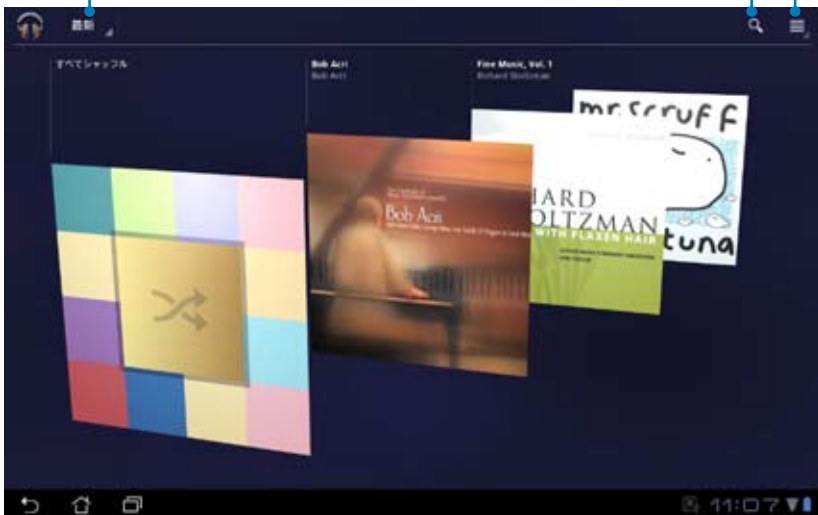 最新
すべてシャッフル
Bob Acri
Bob Acri
Fine Music, Vol. 1
Richard Stoltzman
mr.scruff
Bob Acri
HARD
OLTZMAN
WITH FLAXEN HAIR
tuna
11:07